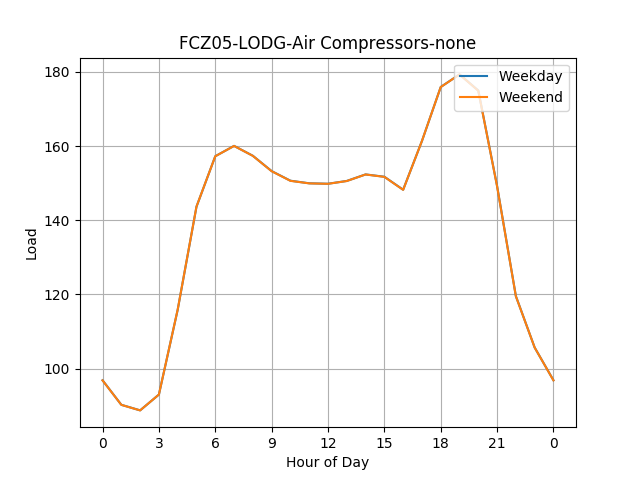 FCZ05-LODG-Air Compressors-none
Weekday
Weekend
180
160
140
120
100
Load
0 3 6 9 12 15 18 21 0
Hour of Day